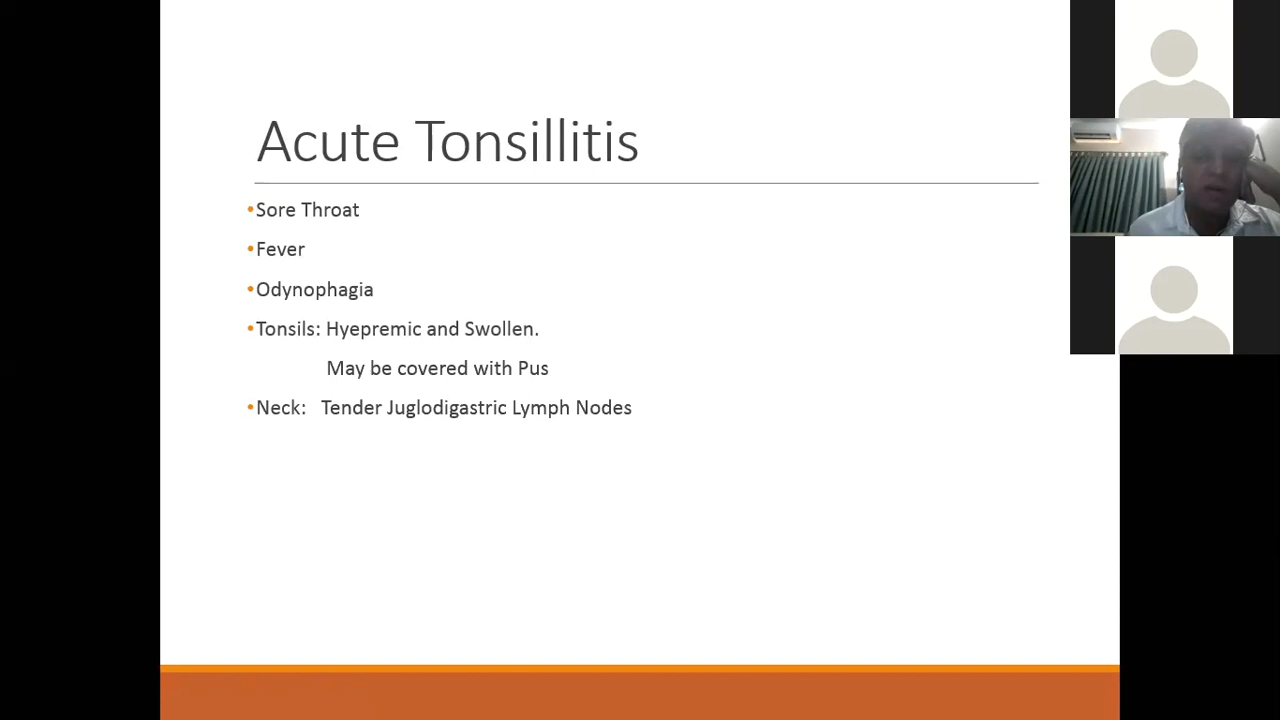 Acute Tonsillitis
•Sore Throat
•Fever
•Odynophagia
•Tonsils: Hyepremic and Swollen.
May be covered with Pus
•Neck: Tender Juglodigastric Lymph Nodes